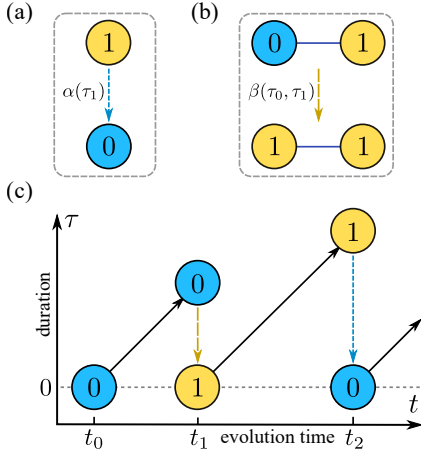 (a)
1
α(τ₁)
0
(b)
0 1
β(τ₀, τ₁)
1 1
(c)
τ
1
0
duration
0 0 1 0
t
t₀ t₁ evolution time t₂